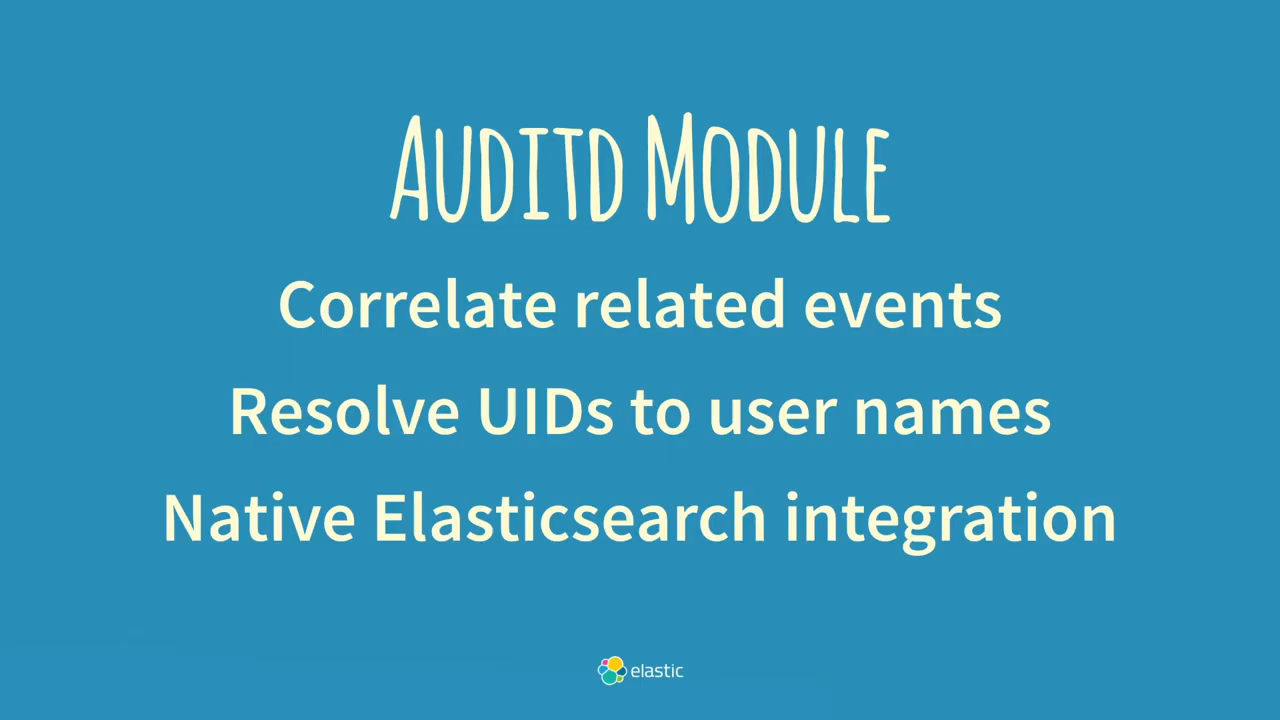 AUDITD MODULE
Correlate related events
Resolve UIDs to user names
Native Elasticsearch integration
elastic